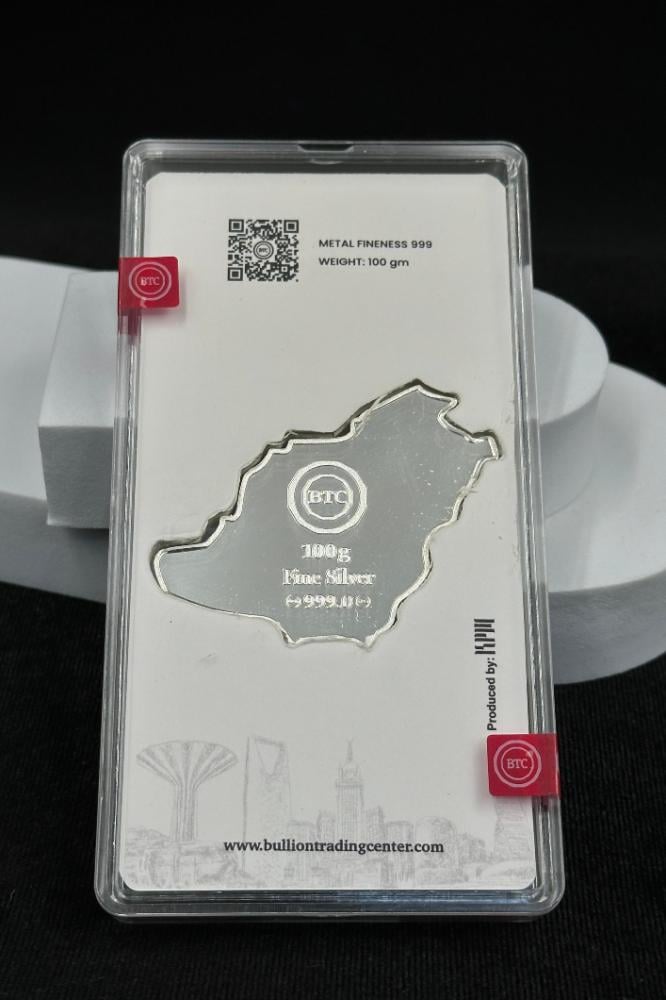 METAL FINENESS 999
WEIGHT: 100 gm
BTC
BTC
BTC
100g
Fine Silver
999.0
Produced by: KPM
BTC
www.bulliontradingcenter.com